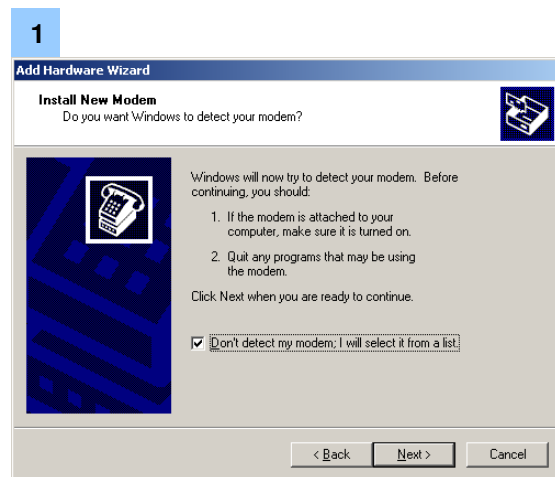 1
Add Hardware Wizard
Install New Modem
Do you want Windows to detect your modem?
Windows will now try to detect your modem. Before
continuing, you should:
1. If the modem is attached to your
computer, make sure it is turned on.
2. Quit any programs that may be using
the modem.
Click Next when you are ready to continue.
Don't detect my modem; I will select it from a list.
< Back Next > Cancel